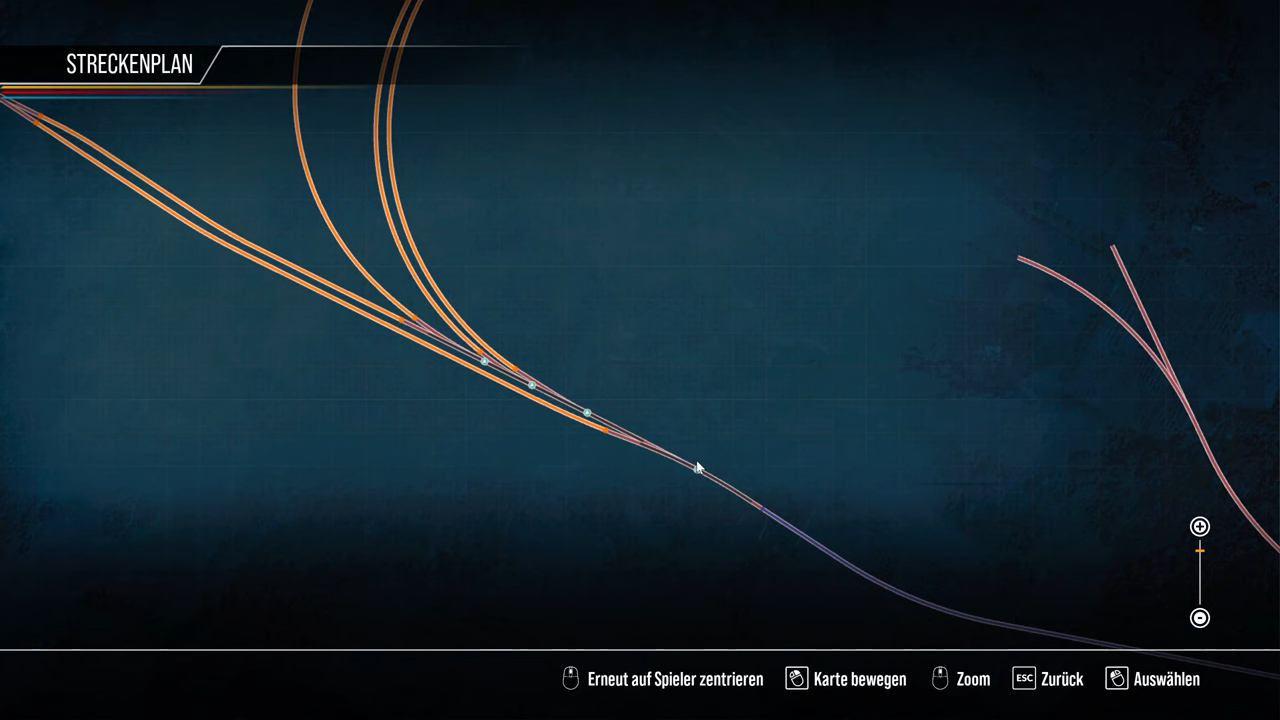 STRECKENPLAN
Erneut auf Spieler zentrieren
Karte bewegen
Zoom
ESC
Zurück
Auswählen